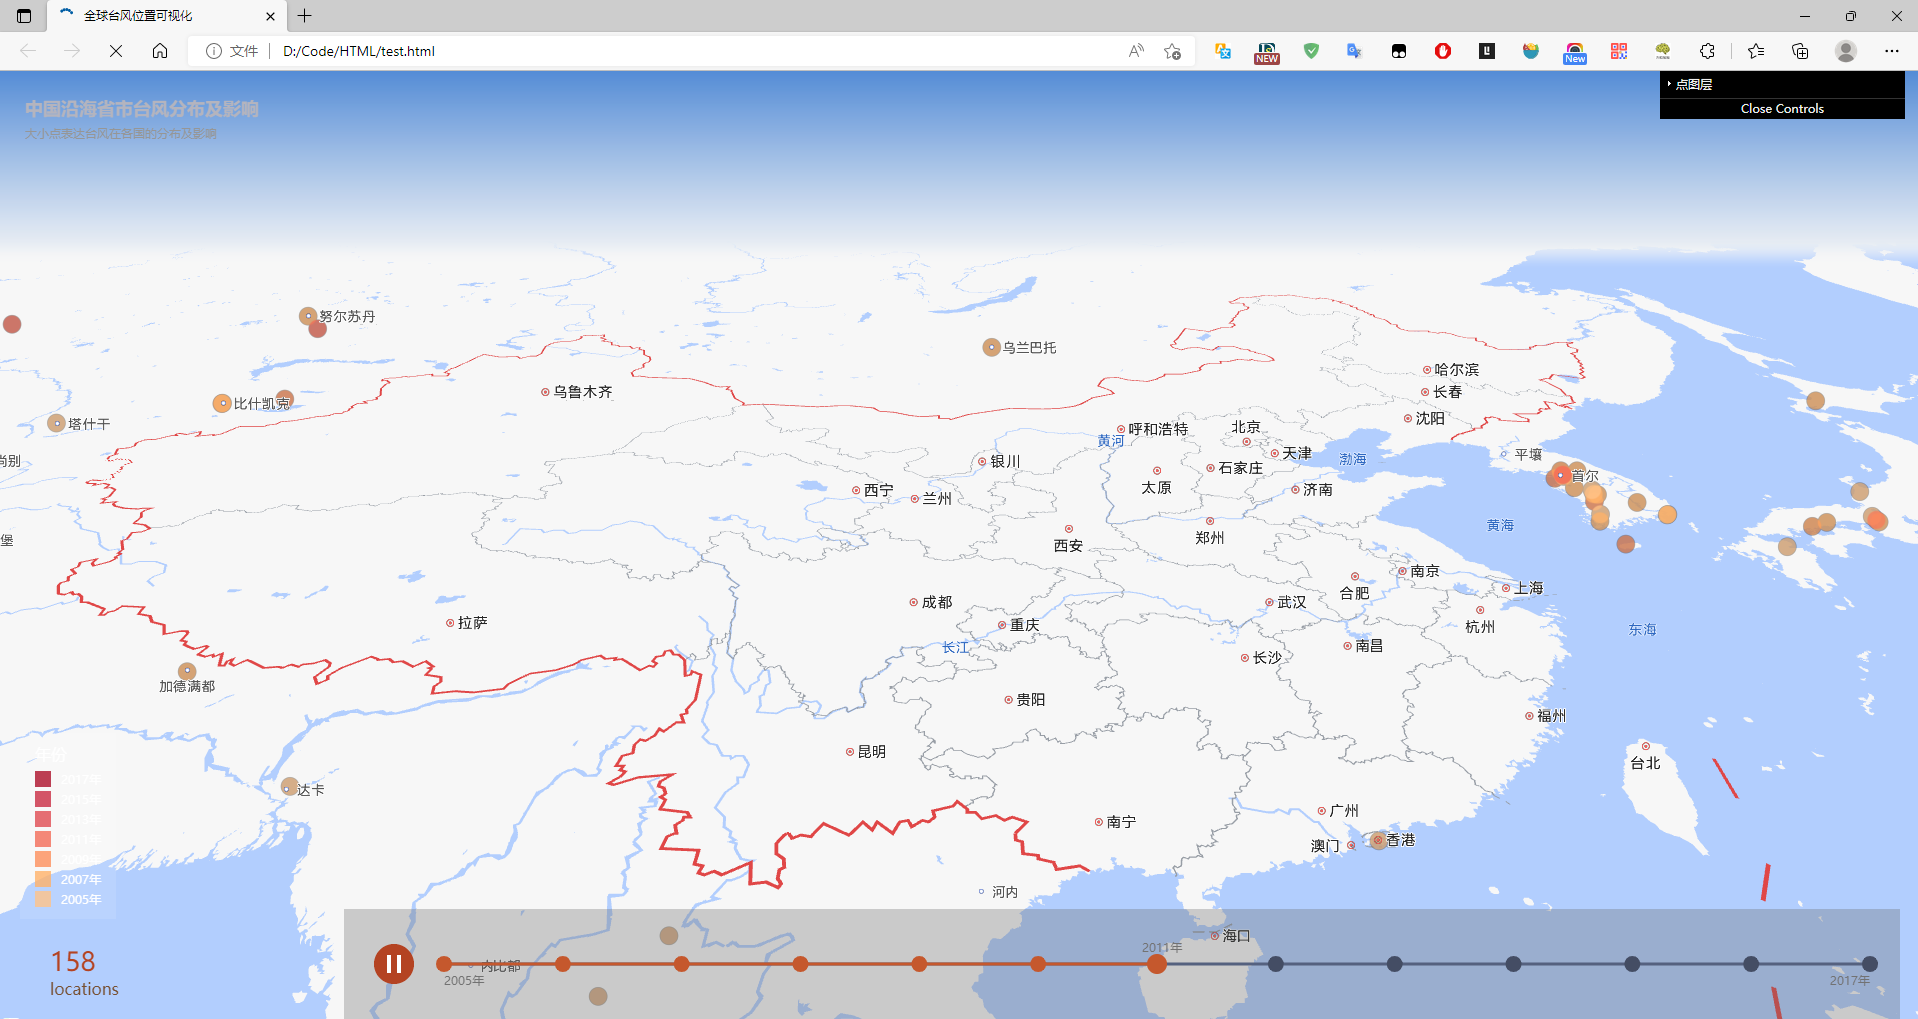 全球台风位置可视化
文件
D:/Code/HTML/test.html
NEW
New
点图层
Close Controls
中国沿海省市台风分布及影响
大小点表达台风在各国的分布及影响
努尔苏丹
乌兰巴托
比什凯克
乌鲁木齐
哈尔滨
长春
塔什干
沈阳
呼和浩特
北京
黄河
天津
渤海
平壤
尚别
银川
石家庄
首尔
西宁
太原
济南
兰州
黄海
堡
西安
郑州
南京
上海
合肥
成都
武汉
拉萨
重庆
杭州
东海
长江
南昌
长沙
加德满都
贵阳
福州
昆明
台北
年份
2017年
2015年
2013年
2011年
2009年
2007年
2005年
达卡
广州
南宁
澳门
香港
河内
海口
158
locations
内比都
2005年
2011年
2017年